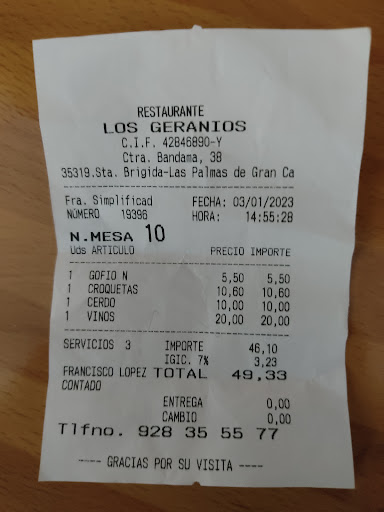 RESTAURANTE
LOS GERANIOS
C.I.F. 42846890-Y
Ctra. Bandama, 38
35319.Sta. Brigida-Las Palmas de Gran Ca
Fra. Simplificad FECHA: 03/01/2023
NÚMERO 19396 HORA: 14:55:28
N.MESA 10
Uds ARTICULO PRECIO IMPORTE
1 GOFIO N 5,50 5,50
1 CROQUETAS 10,60 10,60
1 CERDO 10,00 10,00
1 VINOS 20,00 20,00
SERVICIOS 3 IMPORTE 46,10
IGIC. 7% 3,23
FRANCISCO LOPEZ TOTAL 49,33
CONTADO
ENTREGA 0,00
CAMBIO 0,00
Tlfno. 928 35 55 77
---- GRACIAS POR SU VISITA ----